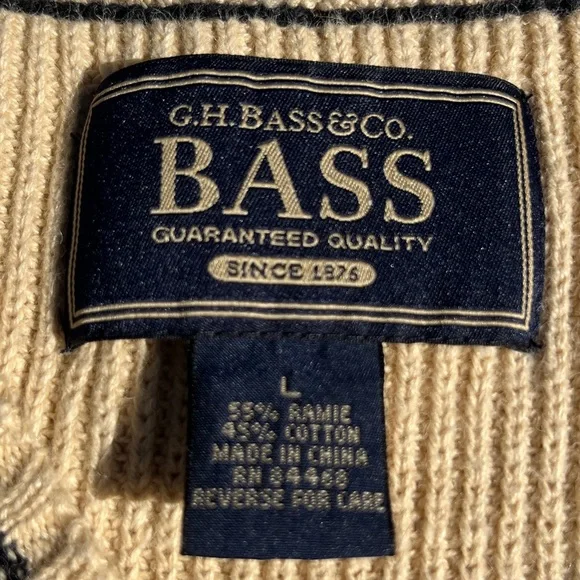 G.H.BASS&CO.
BASS
GUARANTEED QUALITY
SINCE 1876
L
55% RAMIE
45% COTTON
MADE IN CHINA
RN 84468
REVERSE FOR CARE